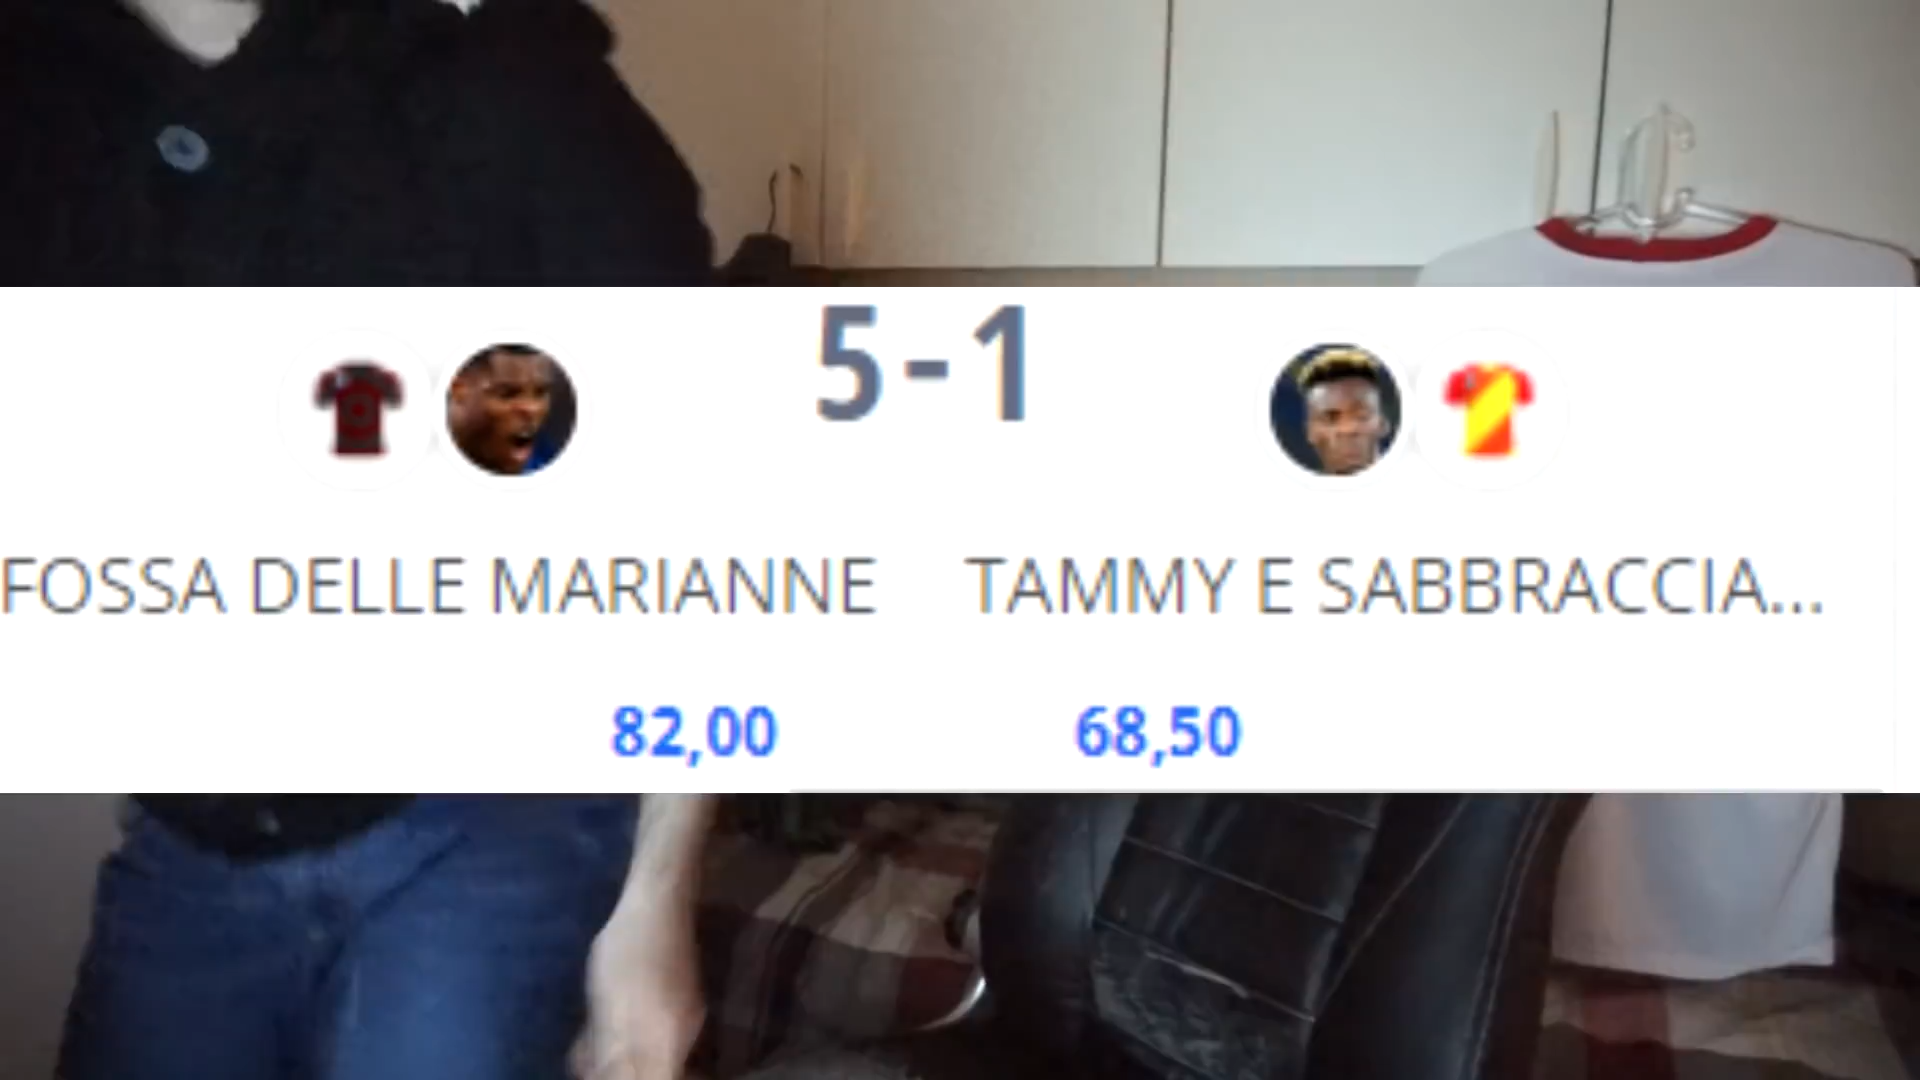 5-1
FOSSA DELLE MARIANNE
TAMMY E SABBRACCIA...
82,00
68,50